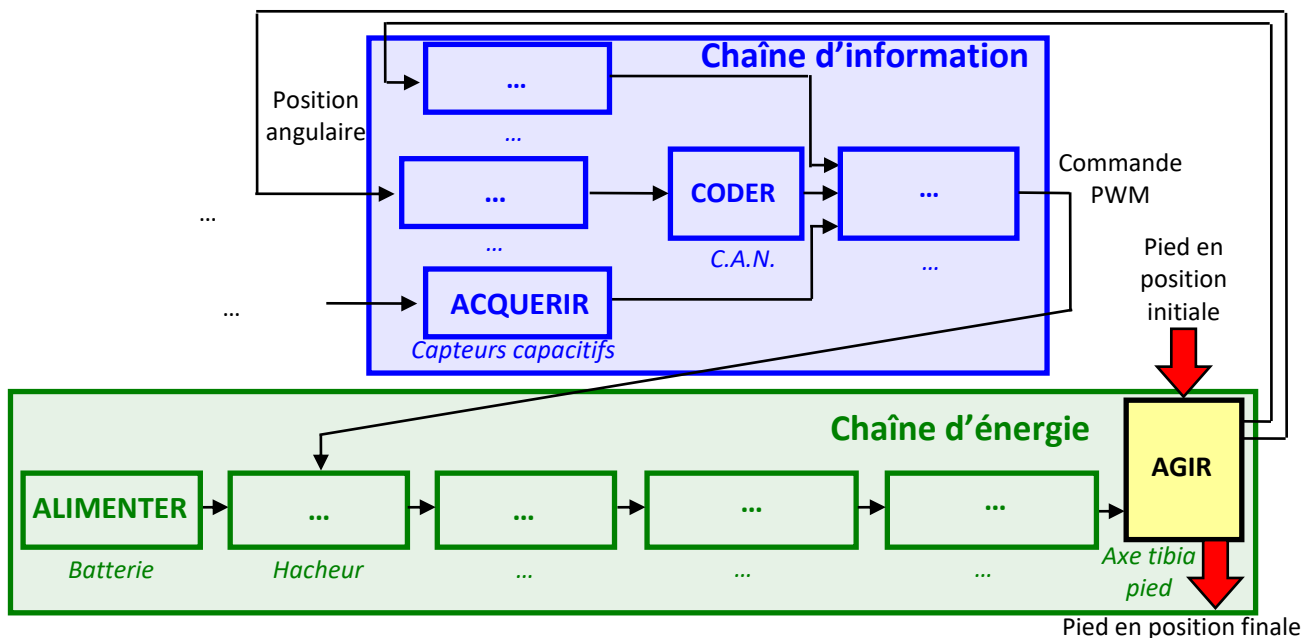 Chaîne d’information
...
Position
angulaire
...
...
CODER
...
Commande
PWM
...
...
C.A.N.
...
Pied en
position
initiale
...
ACQUERIR
Capteurs capacitifs
Chaîne d’énergie
AGIR
ALIMENTER
...
...
...
...
Batterie
Hacheur
...
...
...
Axe tibia
pied
Pied en position finale